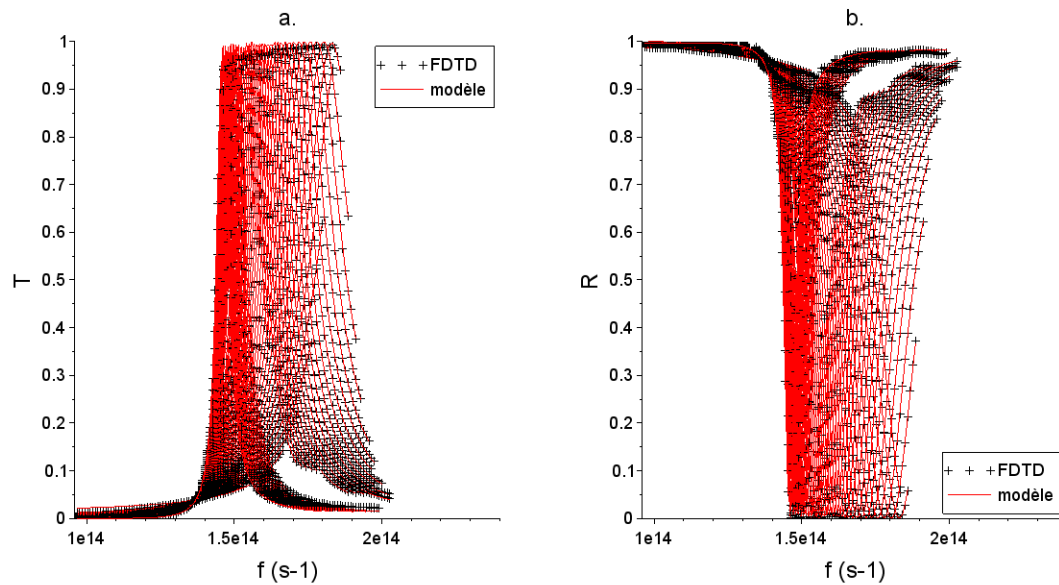 a.
1
0.9
0.8
0.7
0.6
0.5
0.4
0.3
0.2
0.1
0
T
1e14
1.5e14
2e14
f (s-1)
+ + + FDTD
modèle
b.
1
0.9
0.8
0.7
0.6
0.5
0.4
0.3
0.2
0.1
0
R
1e14
1.5e14
2e14
f (s-1)
+ + + FDTD
modèle